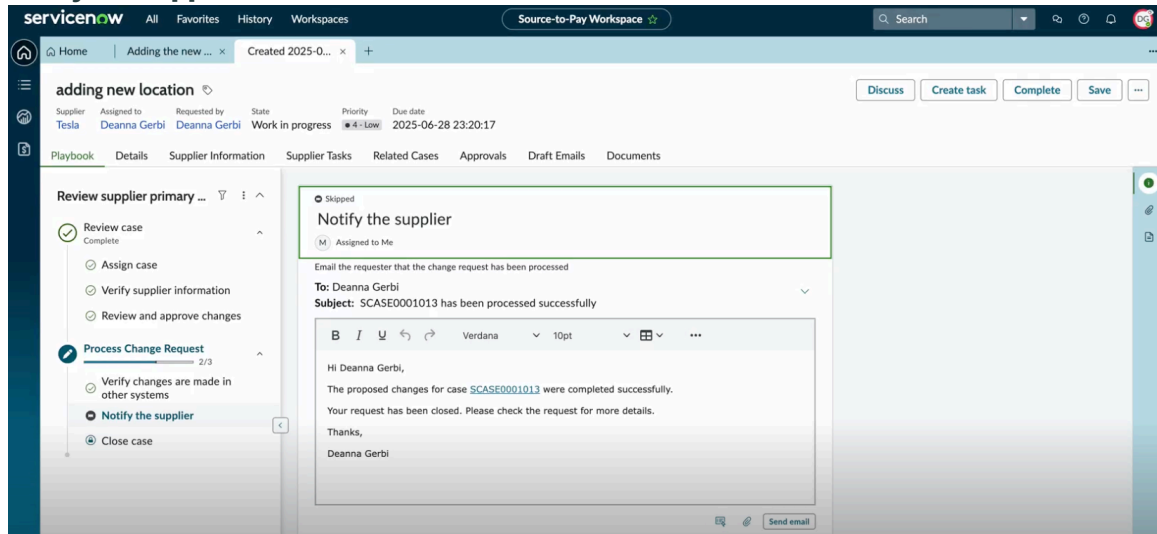 servicenow All Favorites History Workspaces Source-to-Pay Workspace Search DG
Home Adding the new ... × Created 2025-0... × +
adding new location Discuss Create task Complete Save
Supplier Assigned to Requested by State Priority Due date
Tesla Deanna Gerbi Deanna Gerbi Work in progress 4 - Low 2025-06-28 23:20:17
Playbook Details Supplier Information Supplier Tasks Related Cases Approvals Draft Emails Documents
Review supplier primary ...
Review case
Complete
Assign case
Verify supplier information
Review and approve changes
Process Change Request
2/3
Verify changes are made in
other systems
Notify the supplier
Close case
Skipped
Notify the supplier
M Assigned to Me
Email the requester that the change request has been processed
To: Deanna Gerbi
Subject: SCASE0001013 has been processed successfully
B I U Verdana 10pt
Hi Deanna Gerbi,
The proposed changes for case SCASE0001013 were completed successfully.
Your request has been closed. Please check the request for more details.
Thanks,
Deanna Gerbi
Send email